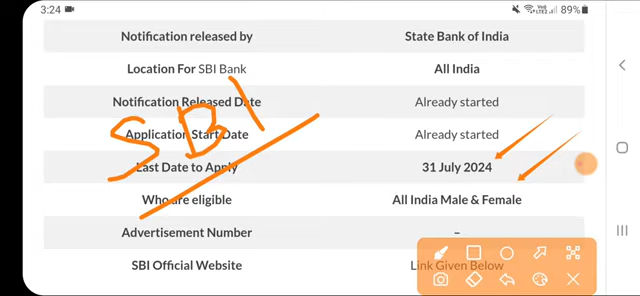 3:24 89%
Notification released by State Bank of India
Location For SBI Bank All India
Notification Released Date Already started
Application Start Date Already started
Last Date to Apply 31 July 2024
Who are eligible All India Male & Female
Advertisement Number –
SBI Official Website Link Given Below
SBI